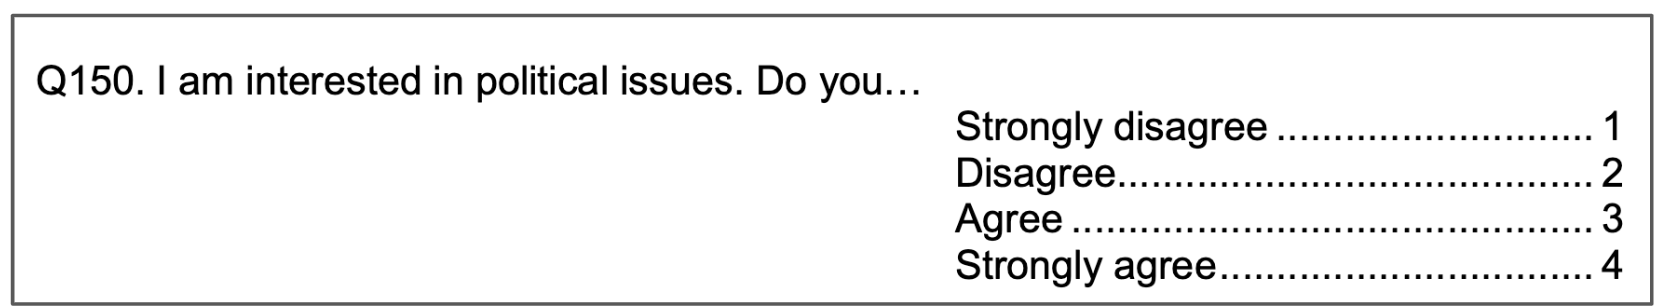 Q150. I am interested in political issues. Do you…
Strongly disagree ............................ 1
Disagree.......................................... 2
Agree .............................................. 3
Strongly agree................................. 4